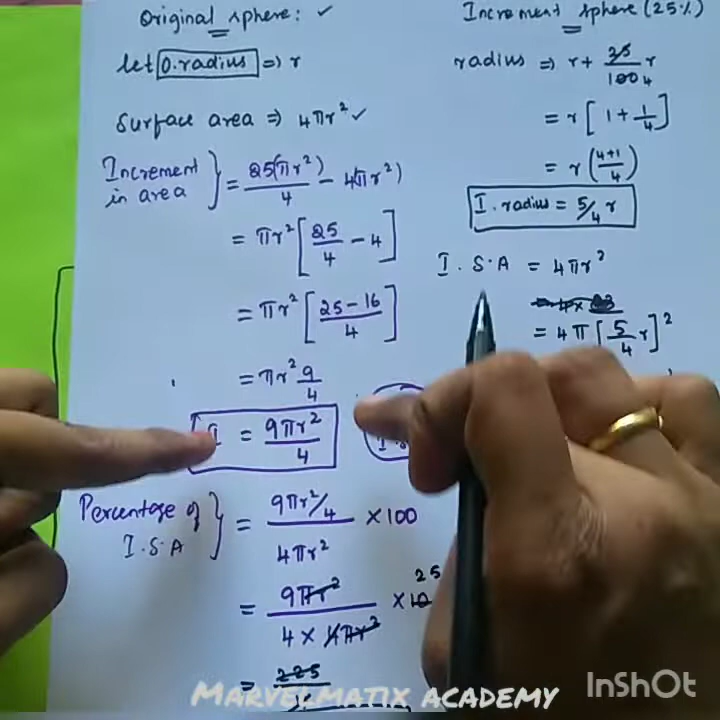 Original sphere: ✓
let O.radius => r
Surface area => 4πr² ✓
Increment in area } = 25(πr²)/4 - 4(πr²)
= πr² [25/4 - 4]
= πr² [25-16/4]
= πr² 9/4
I = 9πr²/4
Percentage of I.S.A } = 9πr²/4 / 4πr² × 100
= 9πr² / 4 × 4πr² × 100 25
= 225
Increment sphere (25%)
radius => r + 25/100 4 r
= r [1 + 1/4]
= r (4+1/4)
I. radius = 5/4 r
I. S.A = 4πr²
= 4π [5/4 r]²
MARVELMATIX ACADEMY
InShOt